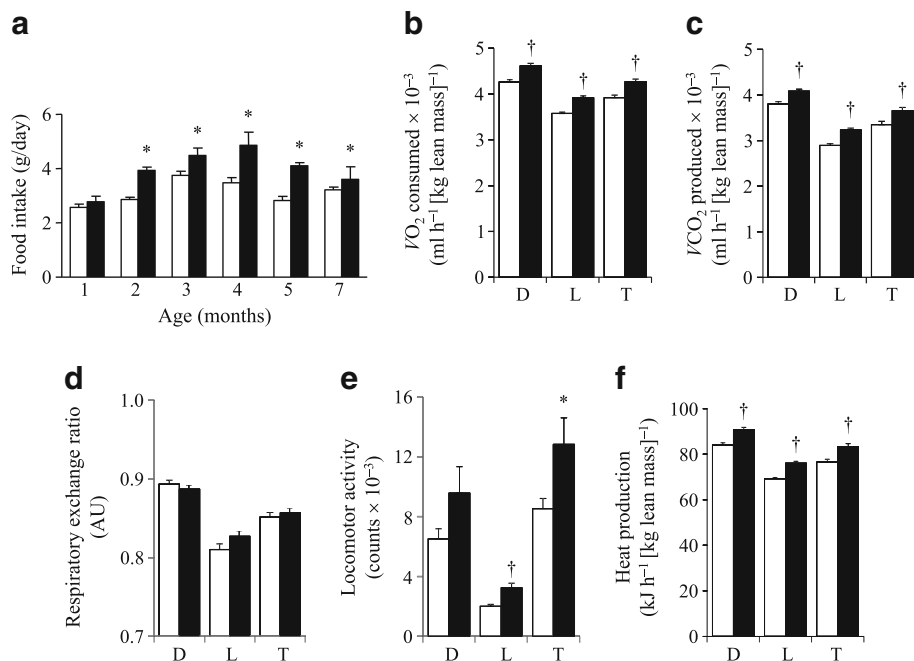 a
Food intake (g/day)
6
4
2
0
*
*
*
*
*
1 2 3 4 5 7
Age (months)
b
VO₂ consumed × 10⁻³
(ml h⁻¹ [kg lean mass]⁻¹)
5
4
3
2
1
0
†
†
†
D L T
c
VCO₂ produced × 10⁻³
(ml h⁻¹ [kg lean mass]⁻¹)
5
4
3
2
1
0
†
†
†
D L T
d
Respiratory exchange ratio
(AU)
1.0
0.9
0.8
0.7
D L T
e
Locomotor activity
(counts × 10⁻³)
16
12
8
4
0
†
*
D L T
f
Heat production
(kJ h⁻¹ [kg lean mass]⁻¹)
100
80
60
40
20
0
†
†
†
D L T